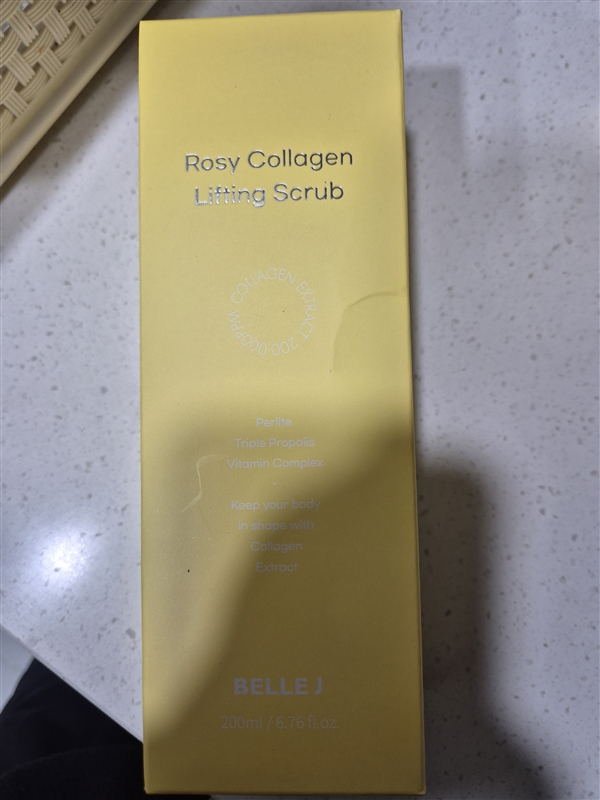 Rosy Collagen
Lifting Scrub
COLLAGEN EXTRACT 200,000PPM
Perlite
Triple Propolis
Vitamin Complex
Keep your body
in shape with
Collagen
Extract
BELLE J
200ml / 6.76 fl.oz.